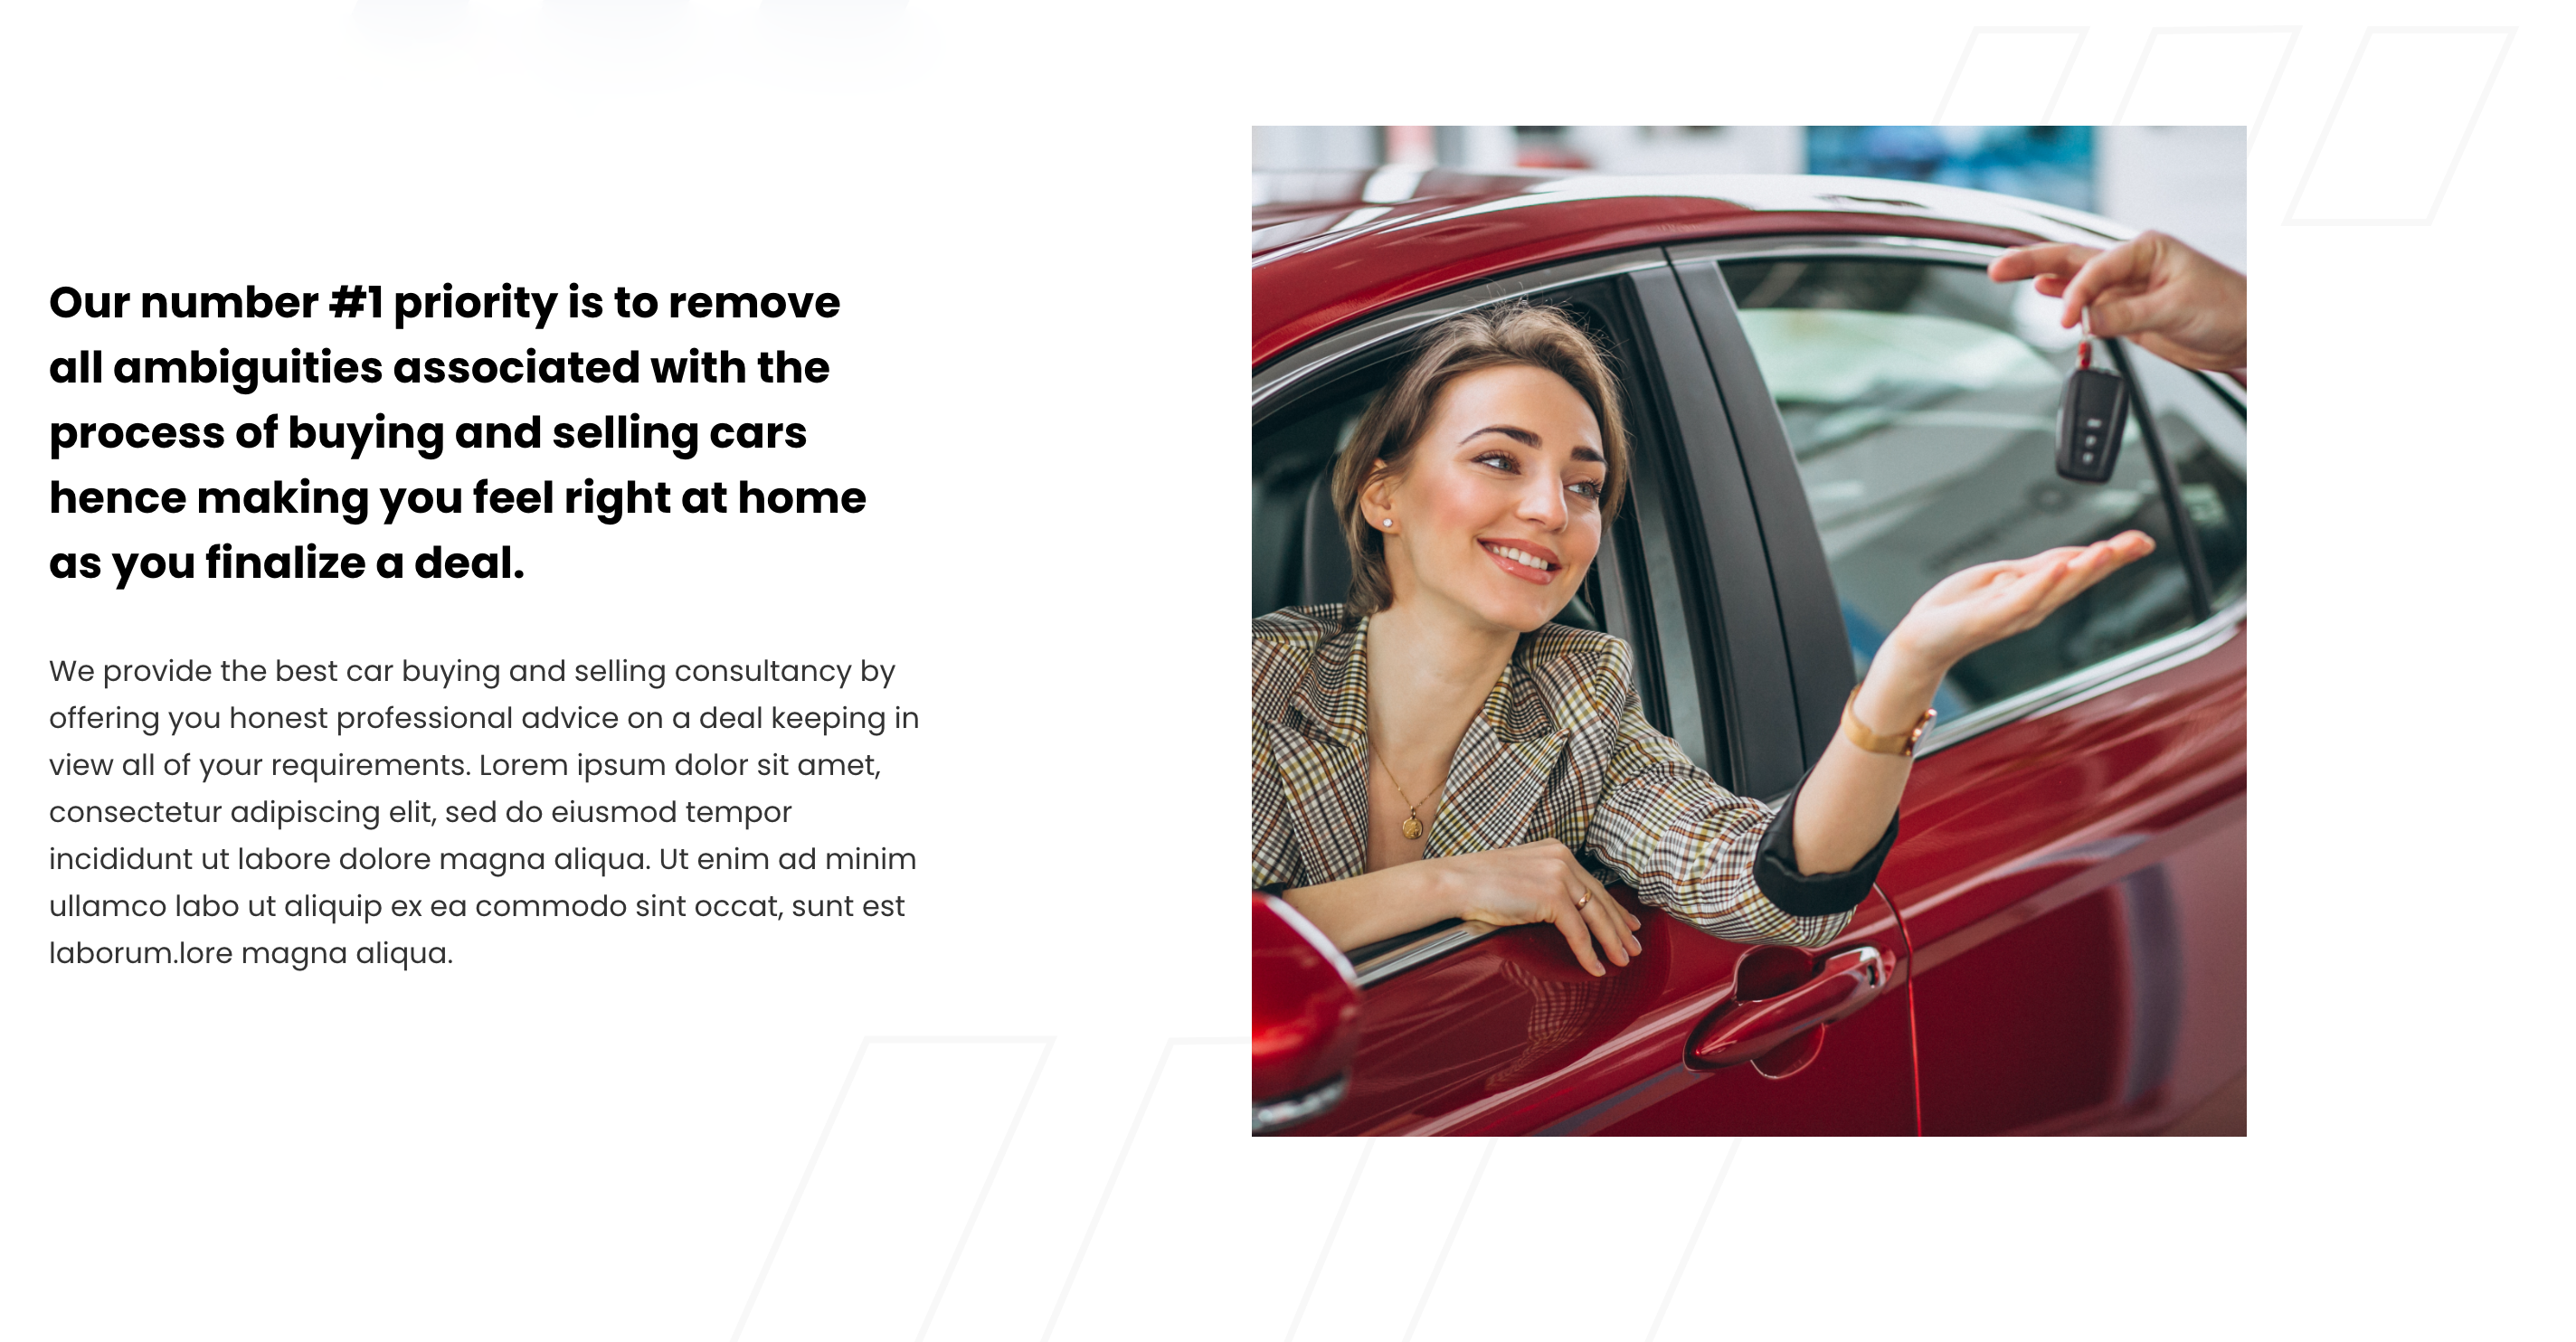 Our number #1 priority is to remove
all ambiguities associated with the
process of buying and selling cars
hence making you feel right at home
as you finalize a deal.
We provide the best car buying and selling consultancy by
offering you honest professional advice on a deal keeping in
view all of your requirements. Lorem ipsum dolor sit amet,
consectetur adipiscing elit, sed do eiusmod tempor
incididunt ut labore dolore magna aliqua. Ut enim ad minim
ullamco labo ut aliquip ex ea commodo sint occat, sunt est
laborum.lore magna aliqua.